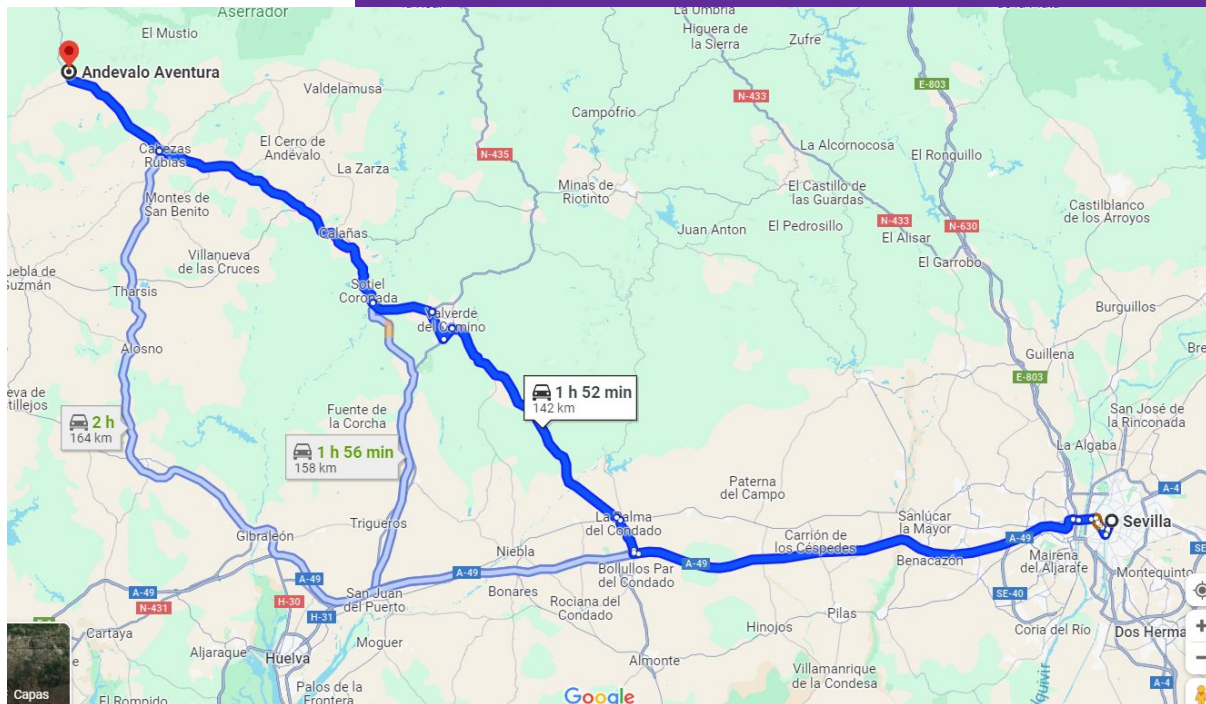 Aserrador
La Umbría
Higuera de
la Sierra
Zufre
El Mustio
Andevalo Aventura
Valdelamusa
E-803
N-433
Campofrío
El Cerro de
Andévalo
La Alcornocosa
El Ronquillo
Cabezas
Rubias
La Zarza
N-435
Minas de
Riotinto
El Castillo de
las Guardas
Castilblanco
de los Arroyos
Montes de
San Benito
Juan Anton
El Pedrosillo
N-433
El Alisar
N-630
Calañas
El Garrobo
Villanueva
de las Cruces
uebla de
Guzmán
Tharsis
Sotiel
Coronada
Valverde
del Camino
Burguillos
Alosno
Guillena
Bre
E-803
1 h 52 min
142 km
eva de
tillejos
Fuente de
la Corcha
2 h
164 km
San José de
la Rinconada
La Algaba
1 h 56 min
158 km
Paterna
del Campo
A-4
Trigueros
La Palma
del Condado
Sanlúcar
la Mayor
Sevilla
Gibraleón
Carrión de
los Céspedes
A-49
Niebla
Benacazón
Mairena
del Aljarafe
SE
A-49
A-49
A-49
Bollullos Par
del Condado
Montequinto
A-49
San Juan
del Puerto
Bonares
SE-40
N-431
H-30
H-31
Rociana del
Condado
Pilas
Cartaya
Moguer
Hinojos
Coria del Río
Dos Herma
Aljaraque
Huelva
Almonte
Villamanrique
de la Condesa
A-4
Capas
El Rompido
Palos de la
Frontera
Google